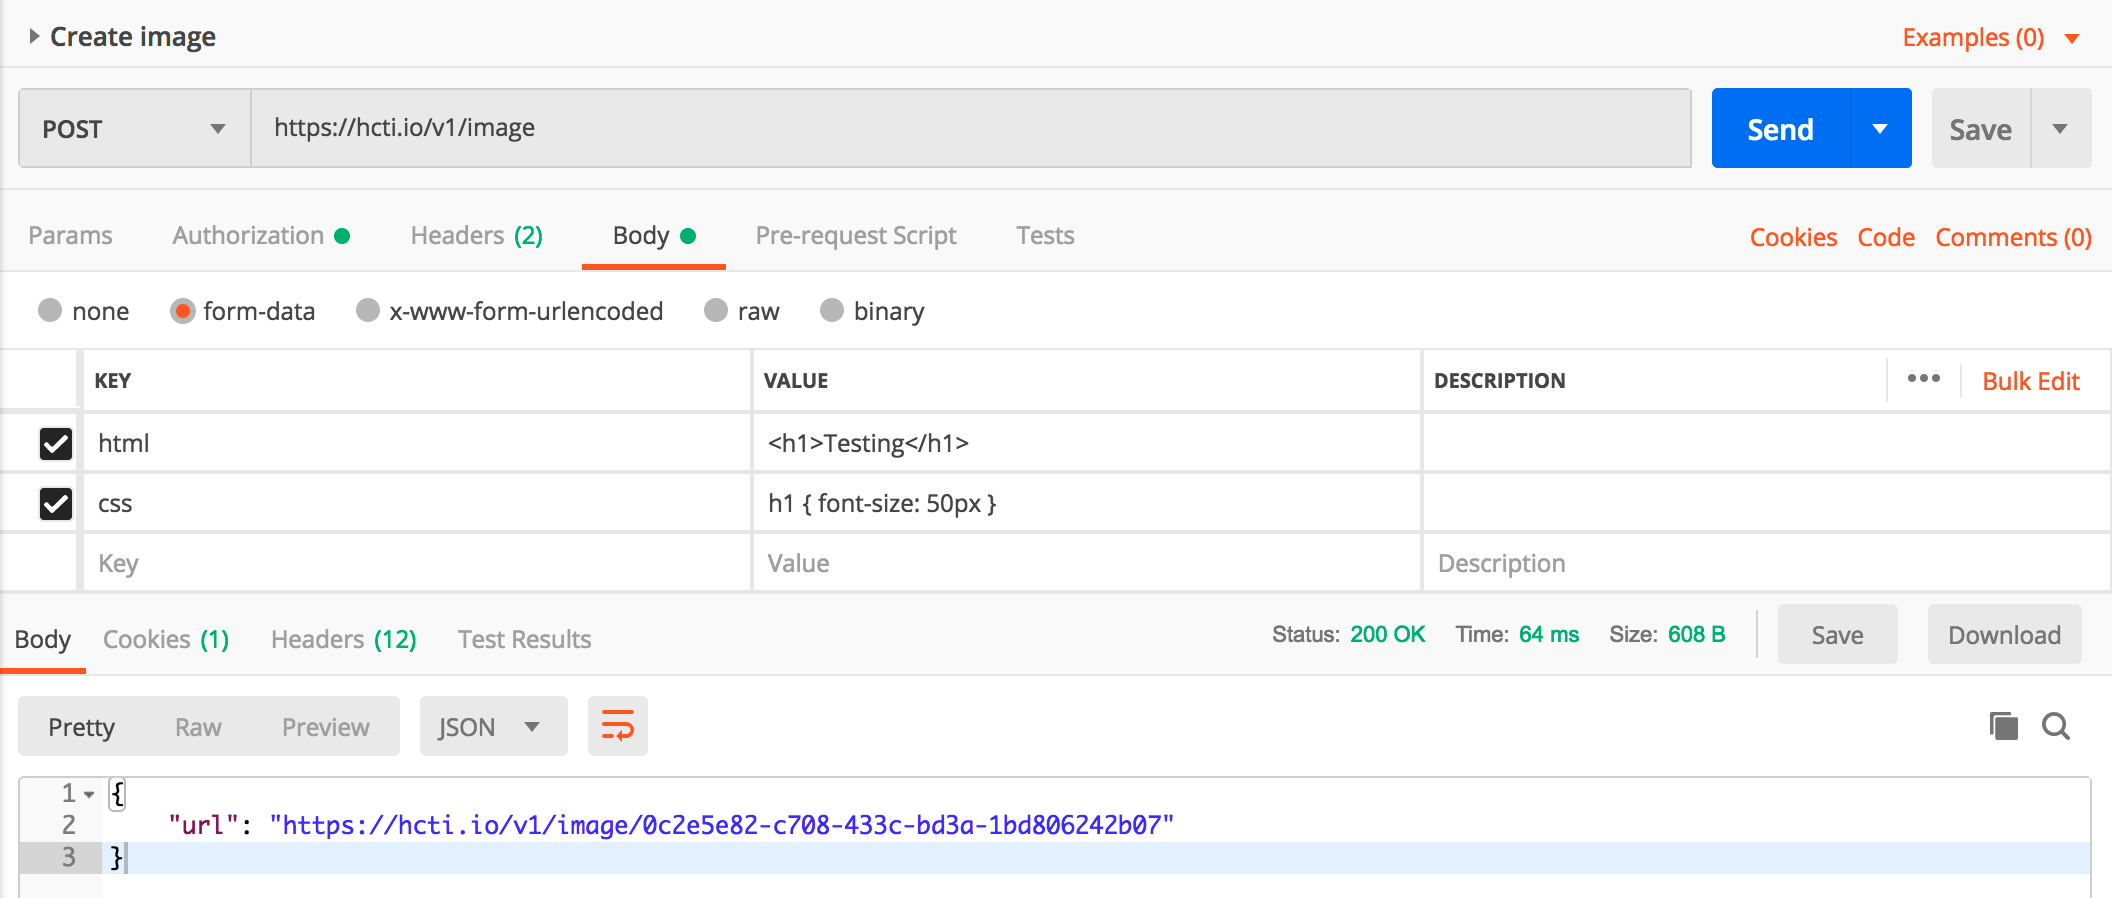 Create image
Examples (0)
POST
https://hcti.io/v1/image
Send
Save
Params
Authorization
Headers (2)
Body
Pre-request Script
Tests
Cookies
Code
Comments (0)
none
form-data
x-www-form-urlencoded
raw
binary
KEY
VALUE
DESCRIPTION
Bulk Edit
html
<h1>Testing</h1>
css
h1 { font-size: 50px }
Key
Value
Description
Body
Cookies (1)
Headers (12)
Test Results
Status: 200 OK
Time: 64 ms
Size: 608 B
Save
Download
Pretty
Raw
Preview
JSON
1 {
2 "url": "https://hcti.io/v1/image/0c2e5e82-c708-433c-bd3a-1bd806242b07"
3 }